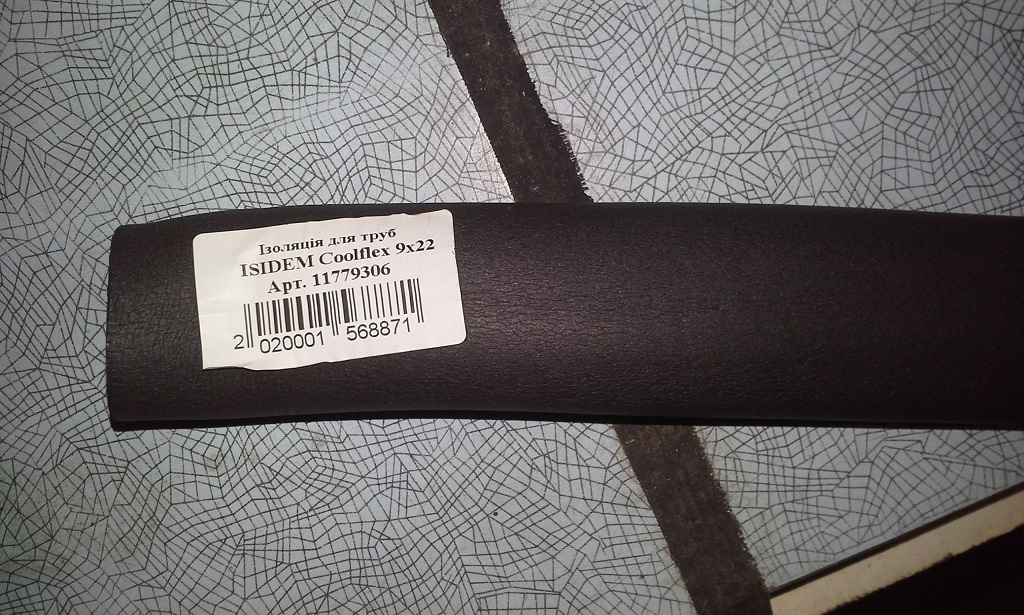 Ізоляція для труб
ISIDEM Coolflex 9x22
Арт. 11779306
2 020001 568871